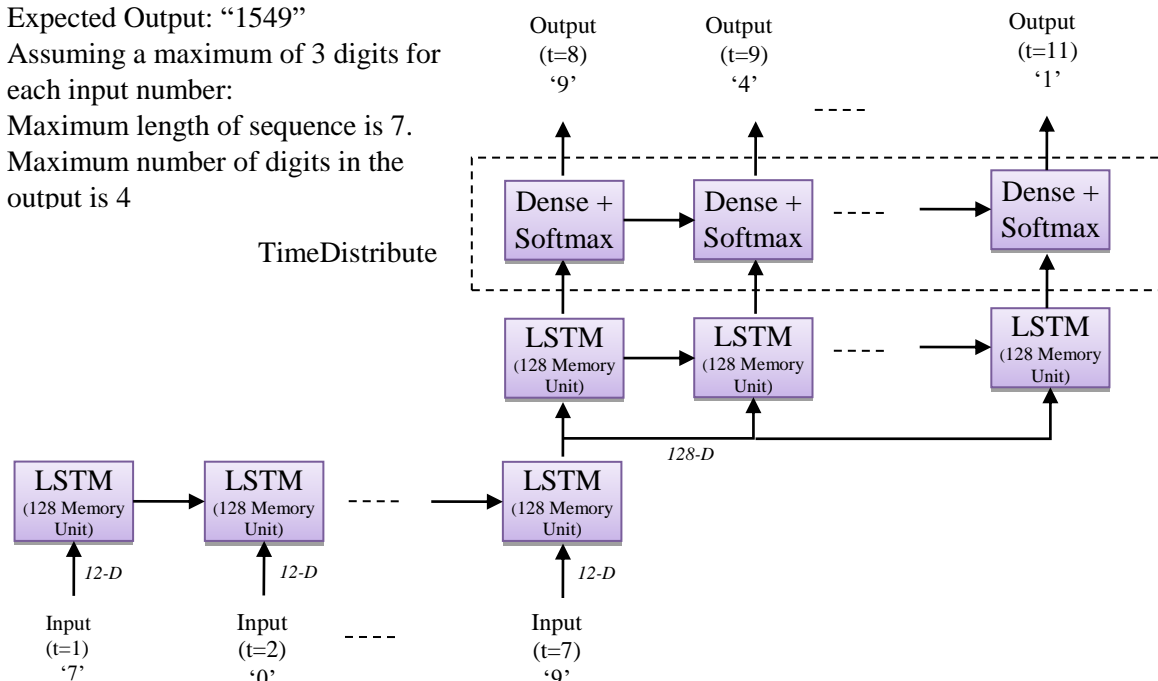 Expected Output: “1549”
Assuming a maximum of 3 digits for
each input number:
Maximum length of sequence is 7.
Maximum number of digits in the
output is 4
Output
(t=8)
‘9’
Output
(t=9)
‘4’
Output
(t=11)
‘1’
TimeDistribute
Dense +
Softmax
Dense +
Softmax
Dense +
Softmax
LSTM
(128 Memory
Unit)
LSTM
(128 Memory
Unit)
LSTM
(128 Memory
Unit)
128-D
LSTM
(128 Memory
Unit)
LSTM
(128 Memory
Unit)
LSTM
(128 Memory
Unit)
12-D
12-D
12-D
Input
(t=1)
‘7’
Input
(t=2)
‘0’
Input
(t=7)
‘9’